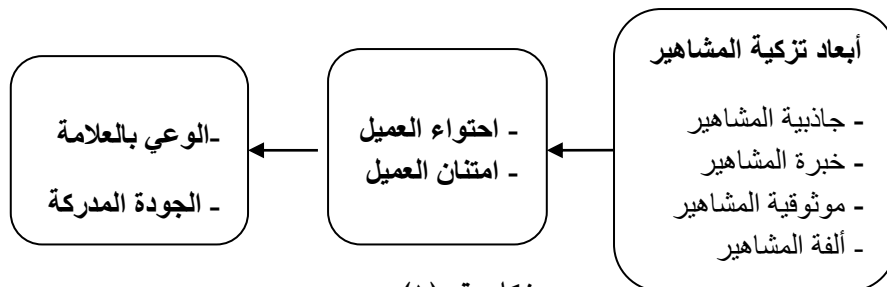 أبعاد تزكية المشاهير
- جاذبية المشاهير
- خبرة المشاهير
- موثوقية المشاهير
- ألفة المشاهير
- احتواء العميل
- امتنان العميل
-الوعي بالعلامة
- الجودة المدركة